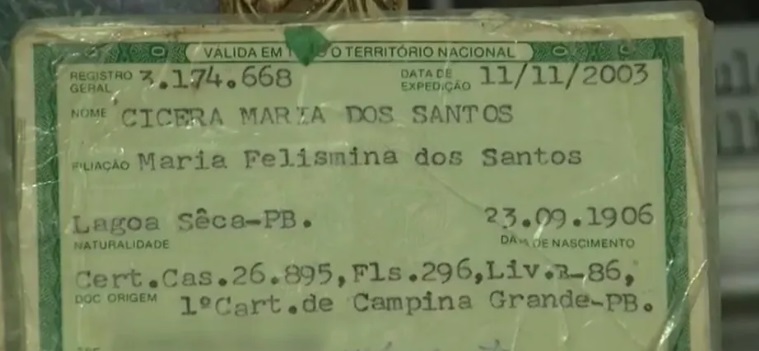 VÁLIDA EM T O TERRITÓRIO NACIONAL
REGISTRO GERAL 3.174.668 DATA DE EXPEDIÇÃO 11/11/2003
NOME CICERA MARIA DOS SANTOS
FILIAÇÃO Maria Felismina dos Santos
Lagoa Sêca-PB. 23.09.1906
NATURALIDADE DATA DE NASCIMENTO
Cert.Cas.26.895,Fls.296,Liv.B-86,
DOC ORIGEM 1ºCart.de Campina Grande-PB.